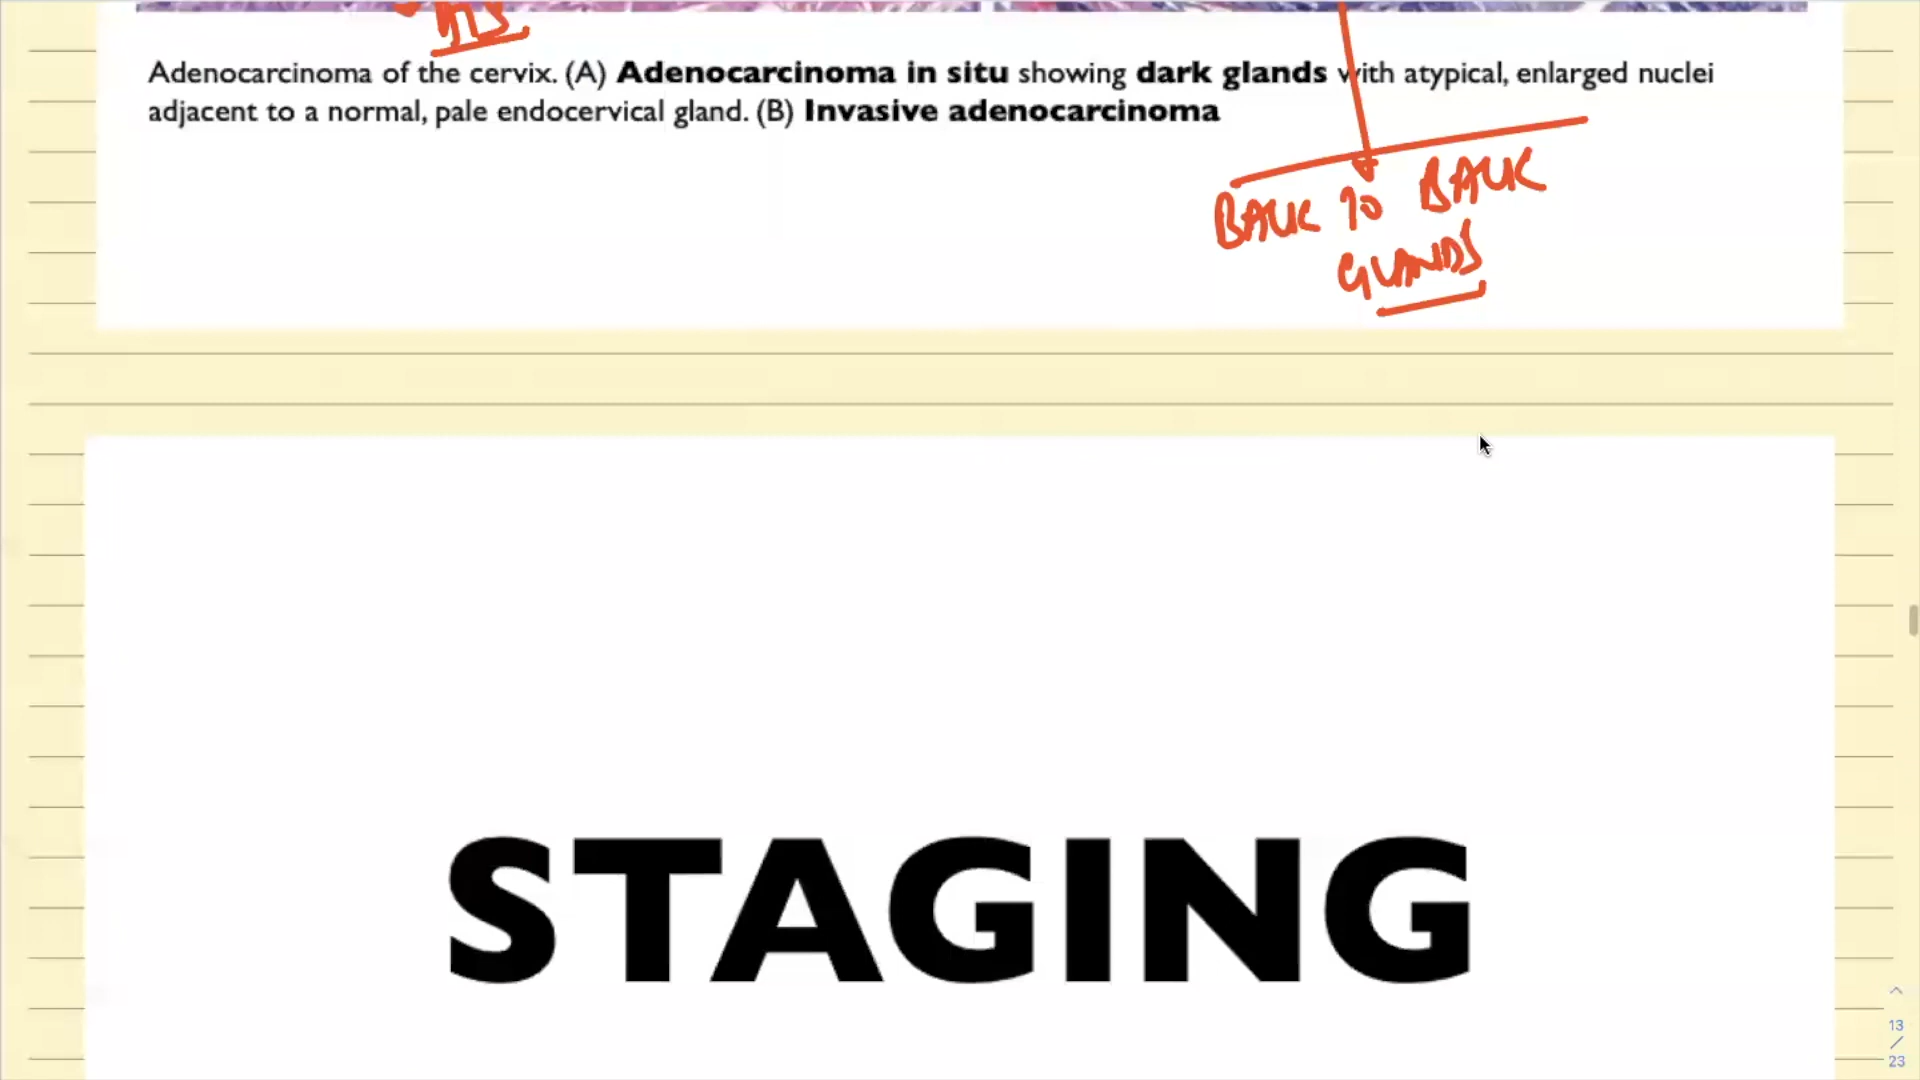 Adenocarcinoma of the cervix. (A) Adenocarcinoma in situ showing dark glands with atypical, enlarged nuclei
adjacent to a normal, pale endocervical gland. (B) Invasive adenocarcinoma
BACK TO BACK
GLANDS
STAGING
13
/
23